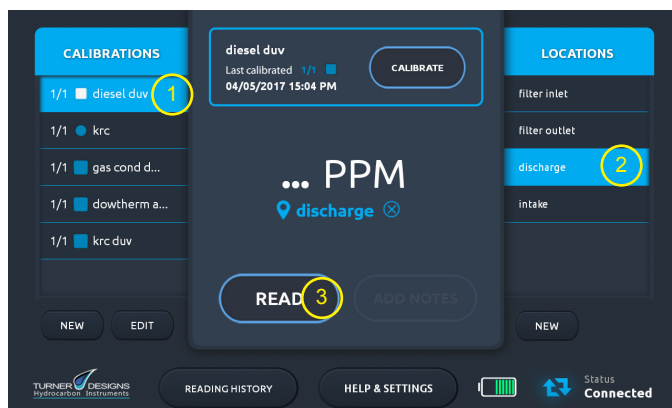 CALIBRATIONS
1/1 diesel duv 1
1/1 krc
1/1 gas cond d...
1/1 dowtherm a...
1/1 krc duv
NEW EDIT
diesel duv
Last calibrated 1/1
04/05/2017 15:04 PM
CALIBRATE
... PPM
discharge
READ 3
ADD NOTES
LOCATIONS
filter inlet
filter outlet
discharge 2
intake
NEW
TURNER DESIGNS
Hydrocarbon Instruments
READING HISTORY
HELP & SETTINGS
Status
Connected